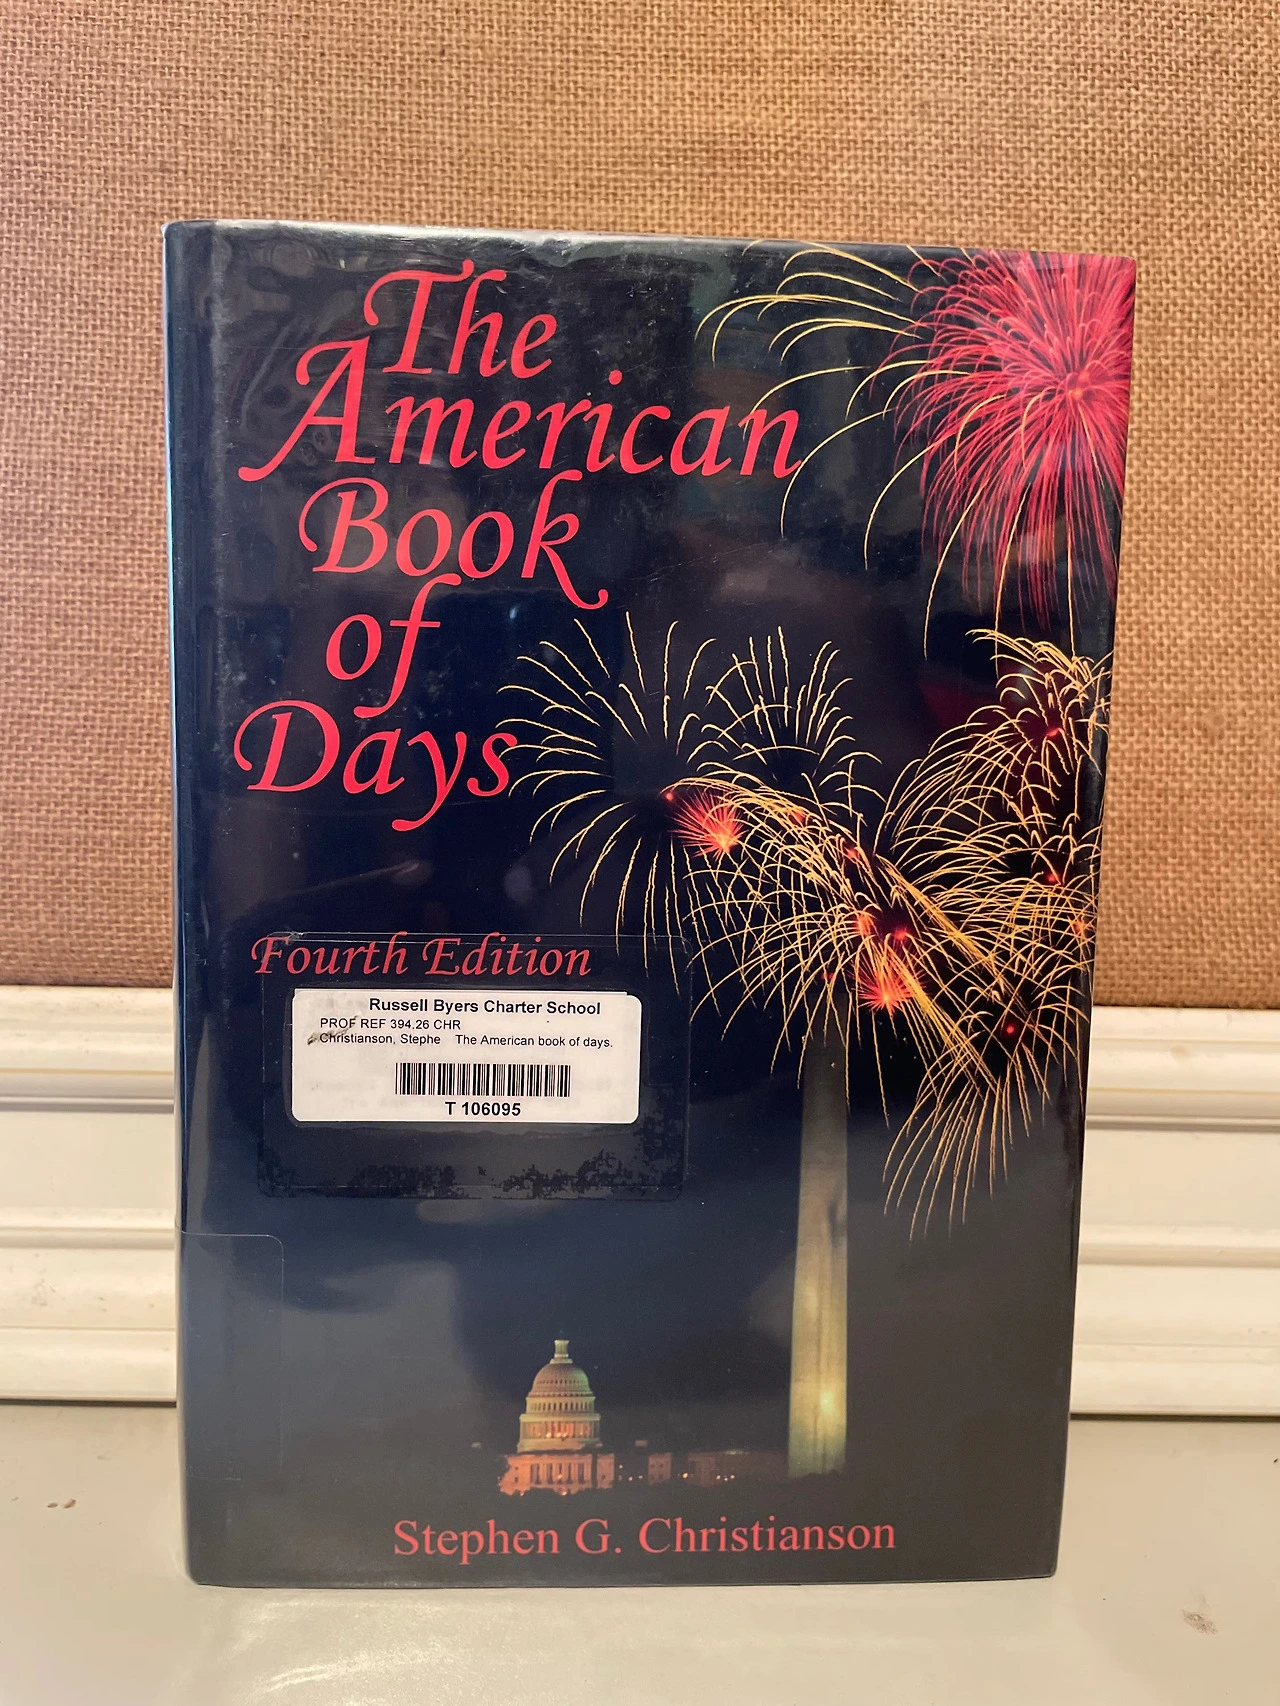 The
American
Book
of
Days
Fourth Edition
Russell Byers Charter School
PROF REF 394.26 CHR
Christianson, Stephe The American book of days.
T 106095
Stephen G. Christianson